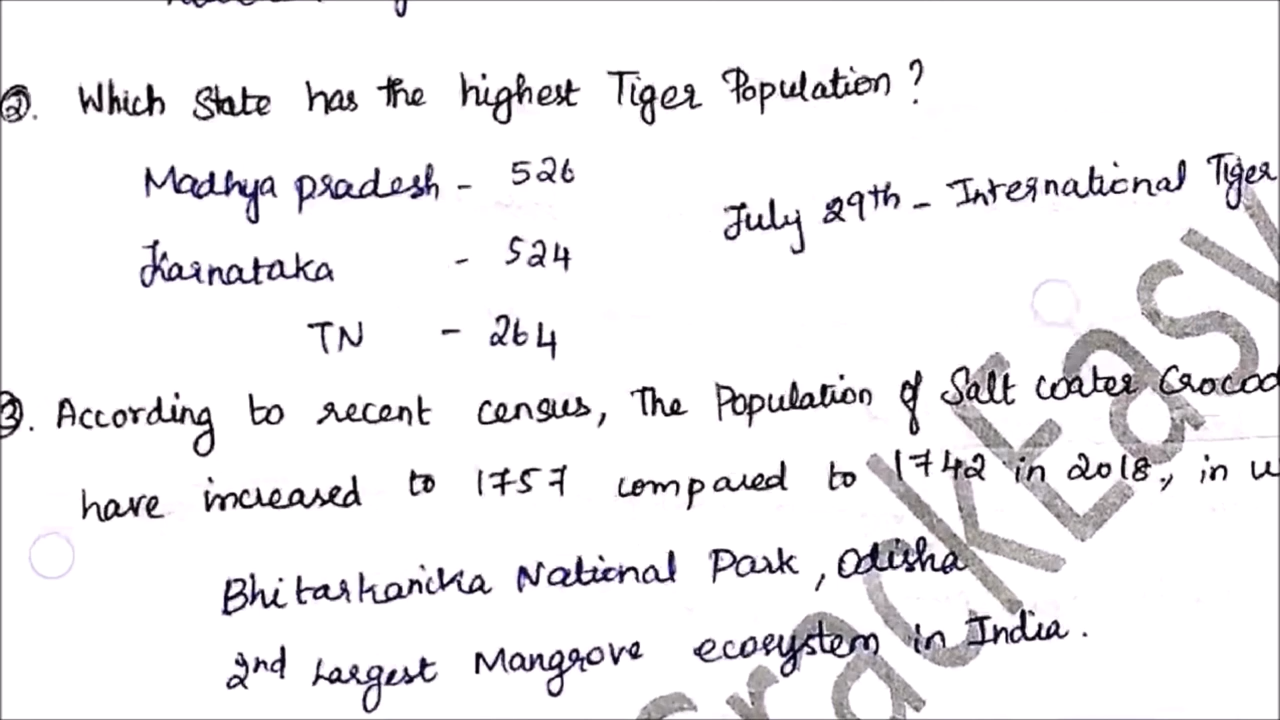 ②. Which State has the highest Tiger Population ?
Madhya pradesh - 526
Karnataka - 524
TN - 264
July 29th - International Tiger
③. According to recent census, The Population of Salt water Crocod
have increased to 1757 compared to 1742 in 2018, in
Bhitarkanika National Park, Odisha
2nd Largest Mangrove ecosystem in India.
CrackEasy